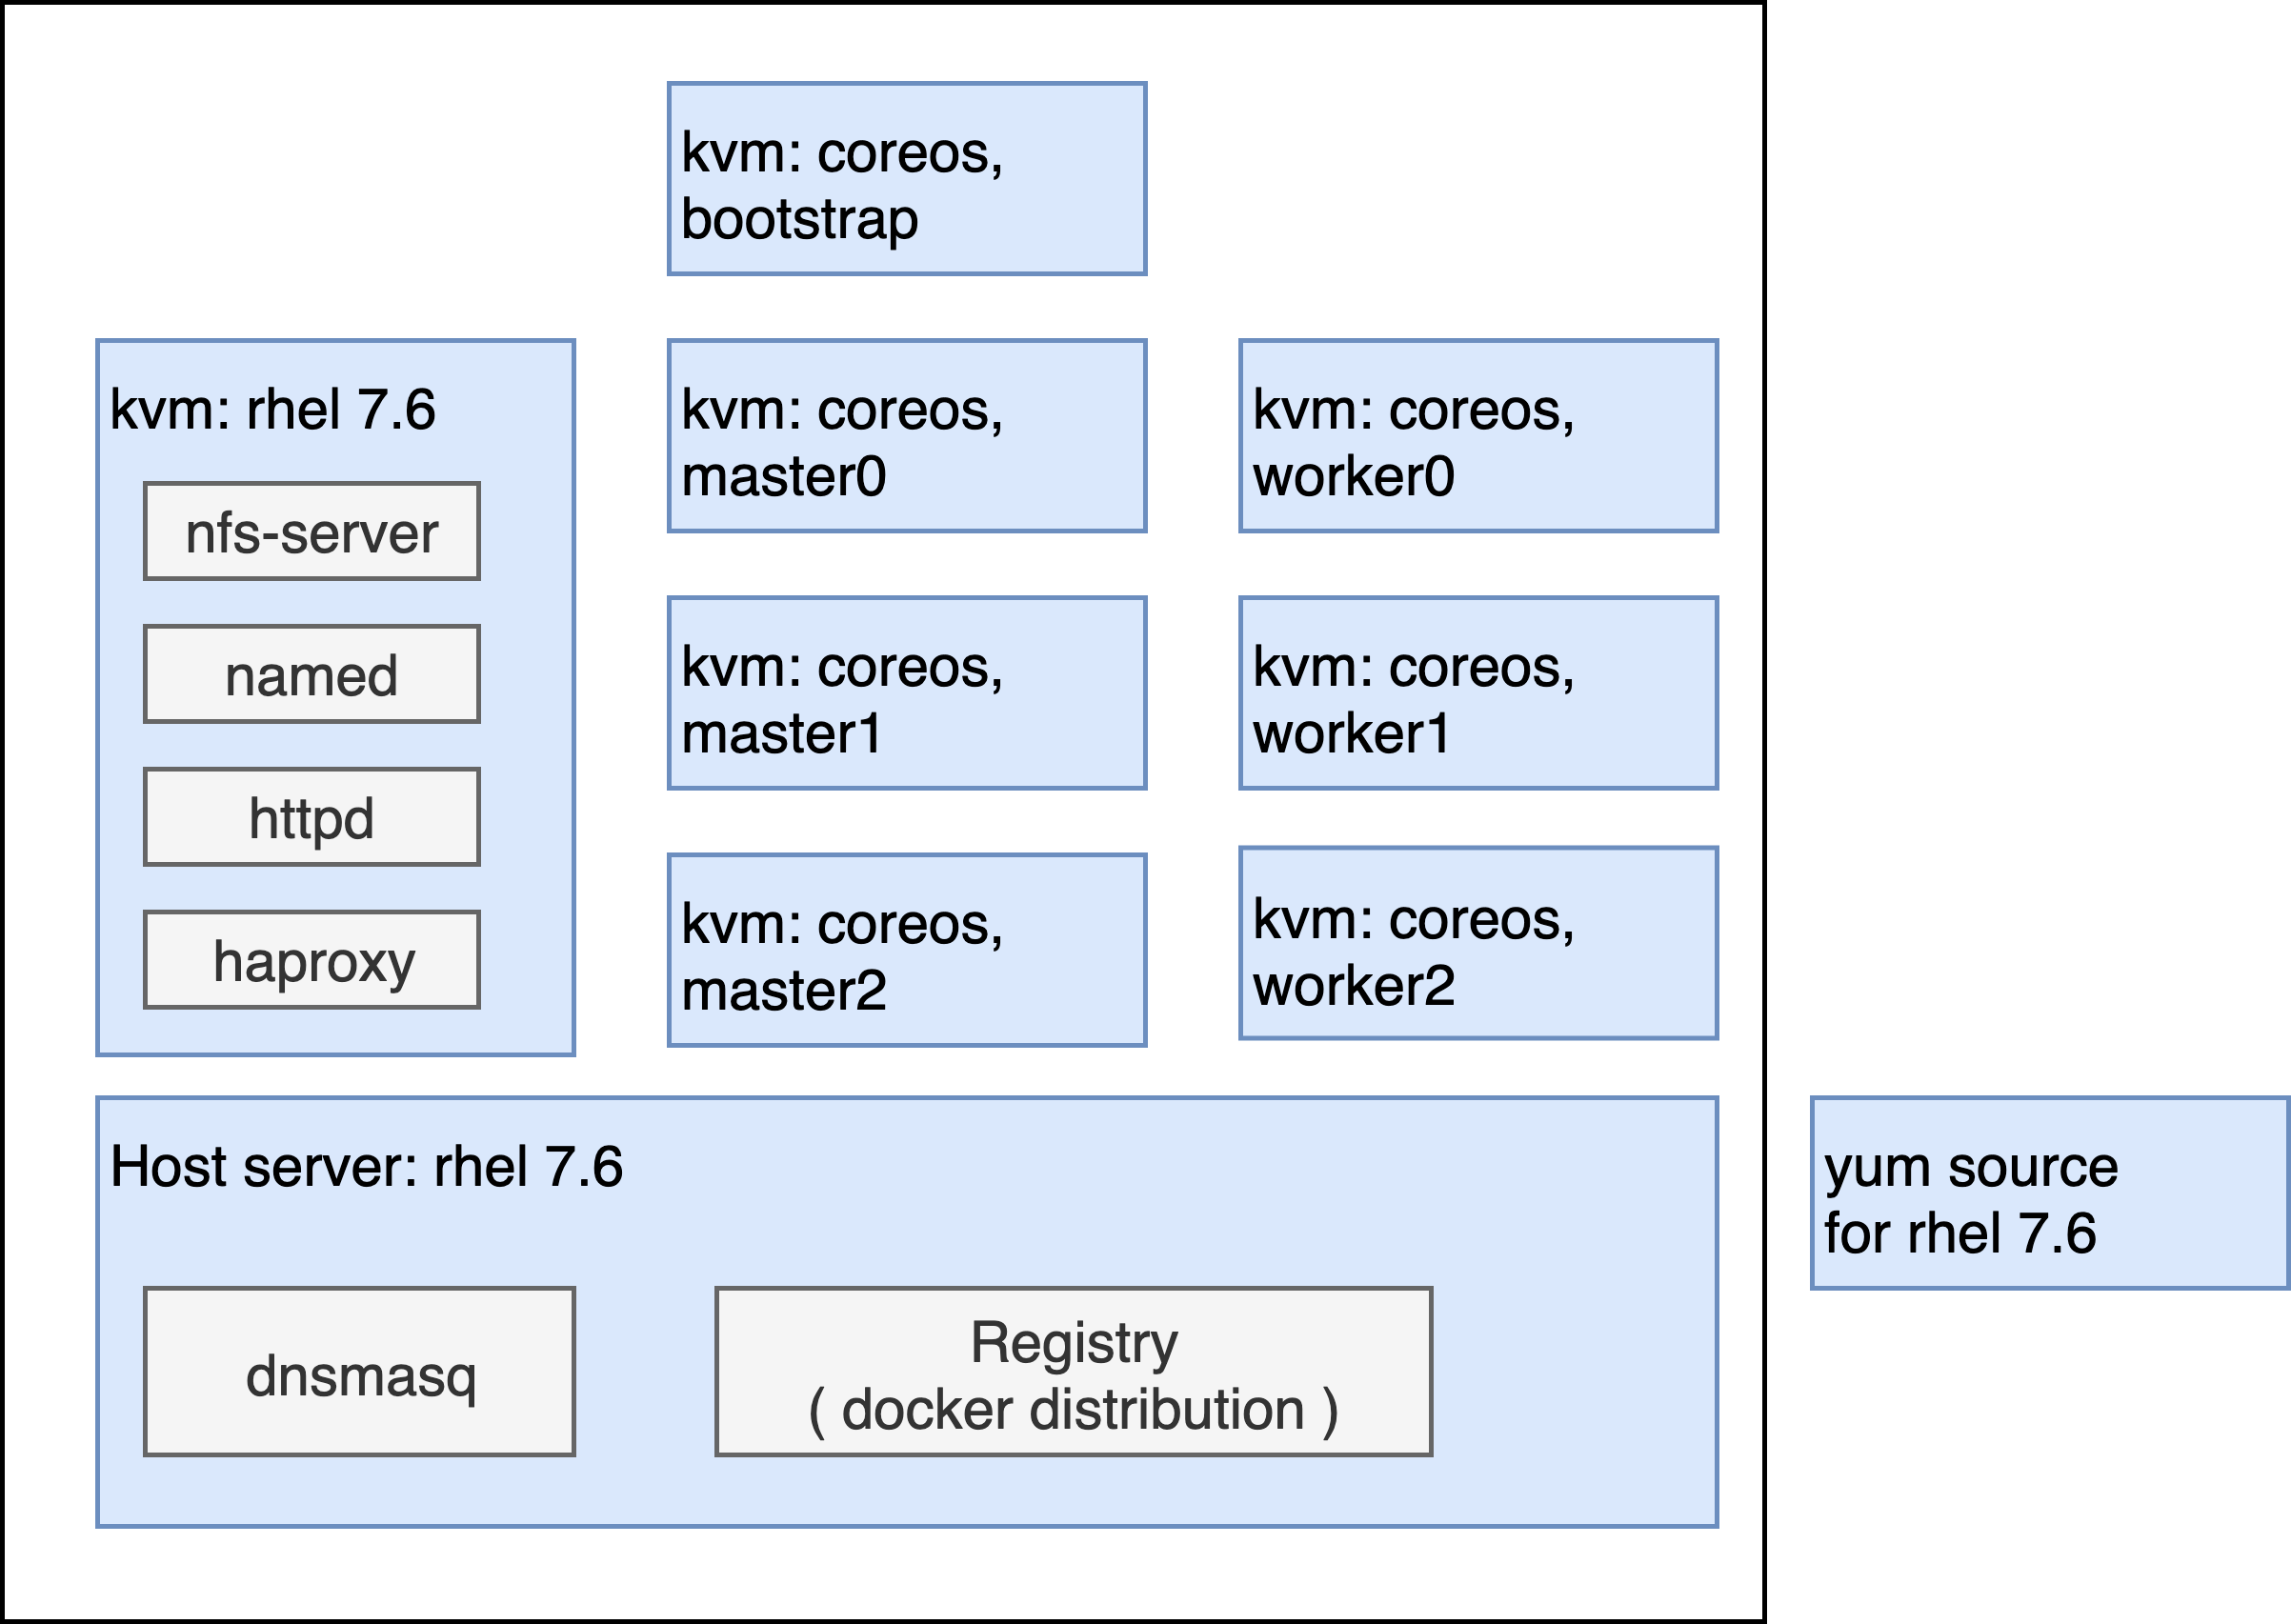 kvm: coreos,
bootstrap
kvm: rhel 7.6
nfs-server
named
httpd
haproxy
kvm: coreos,
master0
kvm: coreos,
worker0
kvm: coreos,
master1
kvm: coreos,
worker1
kvm: coreos,
master2
kvm: coreos,
worker2
Host server: rhel 7.6
dnsmasq
Registry
( docker distribution )
yum source
for rhel 7.6